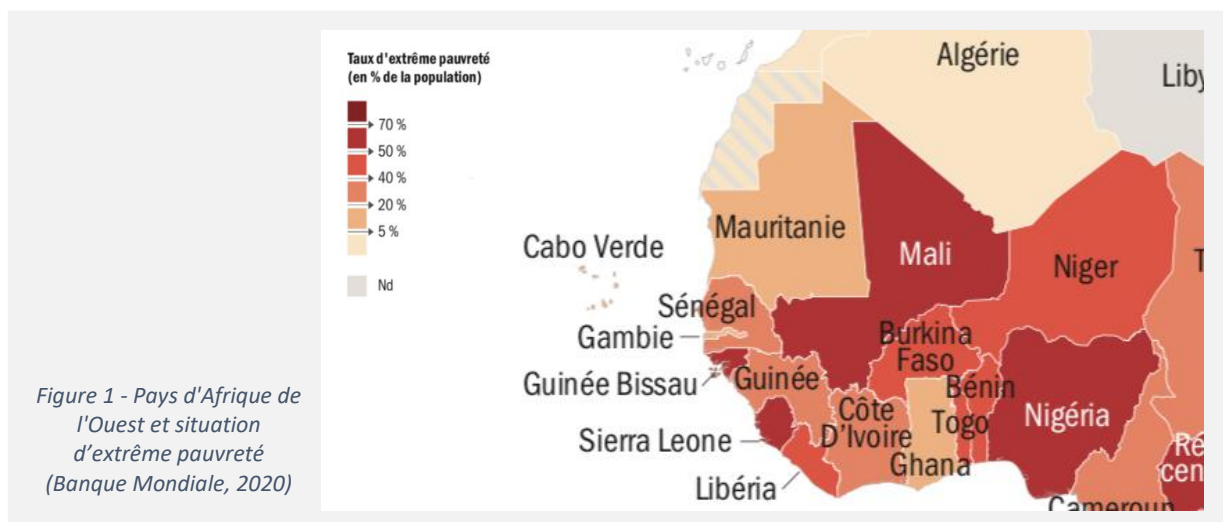 Taux d'extrême pauvreté
(en % de la population)
70 %
50 %
40 %
20 %
5 %
Nd
Algérie
Liby
Mauritanie
Cabo Verde
Mali
Niger
T
Sénégal
Gambie
Burkina
Faso
Guinée Bissau
Guinée
Bénin
Côte
D'Ivoire
Togo
Nigéria
Sierra Leone
Ghana
Ré
cen
Libéria
Cameroun
Figure 1 - Pays d'Afrique de
l'Ouest et situation
d’extrême pauvreté
(Banque Mondiale, 2020)